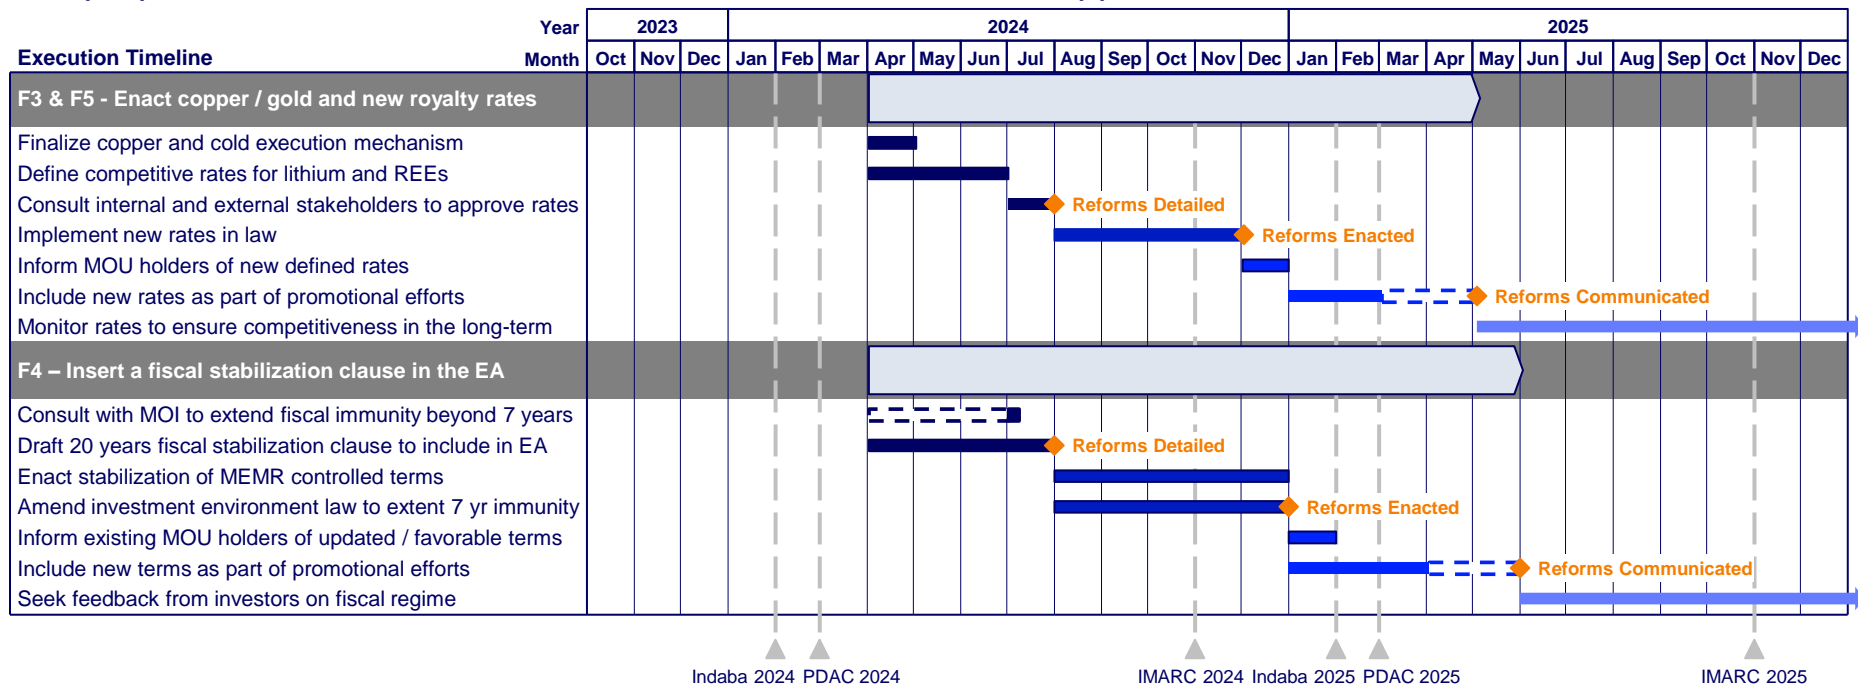 Year 2023 2024 2025
Execution Timeline Month Oct Nov Dec Jan Feb Mar Apr May Jun Jul Aug Sep Oct Nov Dec Jan Feb Mar Apr May Jun Jul Aug Sep Oct Nov Dec
F3 & F5 - Enact copper / gold and new royalty rates
Finalize copper and cold execution mechanism
Define competitive rates for lithium and REEs
Consult internal and external stakeholders to approve rates Reforms Detailed
Implement new rates in law Reforms Enacted
Inform MOU holders of new defined rates
Include new rates as part of promotional efforts Reforms Communicated
Monitor rates to ensure competitiveness in the long-term
F4 – Insert a fiscal stabilization clause in the EA
Consult with MOI to extend fiscal immunity beyond 7 years
Draft 20 years fiscal stabilization clause to include in EA Reforms Detailed
Enact stabilization of MEMR controlled terms
Amend investment environment law to extent 7 yr immunity Reforms Enacted
Inform existing MOU holders of updated / favorable terms
Include new terms as part of promotional efforts Reforms Communicated
Seek feedback from investors on fiscal regime
Indaba 2024 PDAC 2024 IMARC 2024 Indaba 2025 PDAC 2025 IMARC 2025